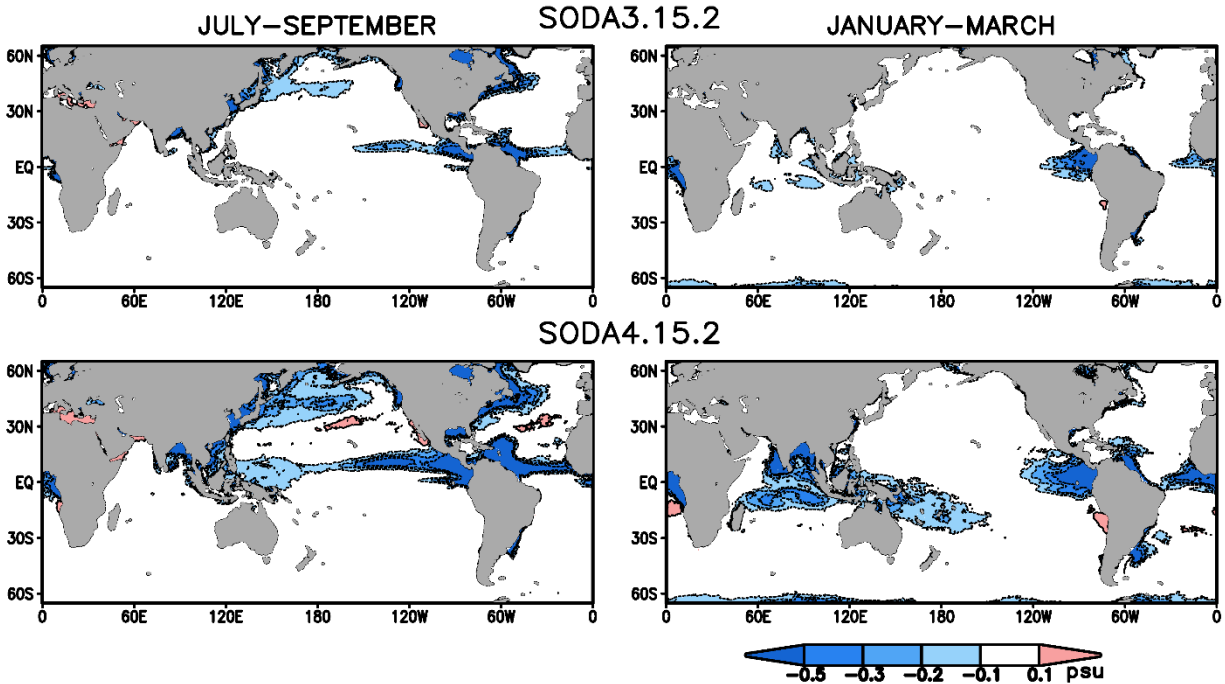 SODA3.15.2
JULY–SEPTEMBER JANUARY–MARCH
60N
30N
EQ
30S
60S
0 60E 120E 180 120W 60W 0
60N
30N
EQ
30S
60S
0 60E 120E 180 120W 60W 0
SODA4.15.2
60N
30N
EQ
30S
60S
0 60E 120E 180 120W 60W 0
60N
30N
EQ
30S
60S
0 60E 120E 180 120W 60W 0
−0.5 −0.3 −0.2 −0.1 0.1 psu